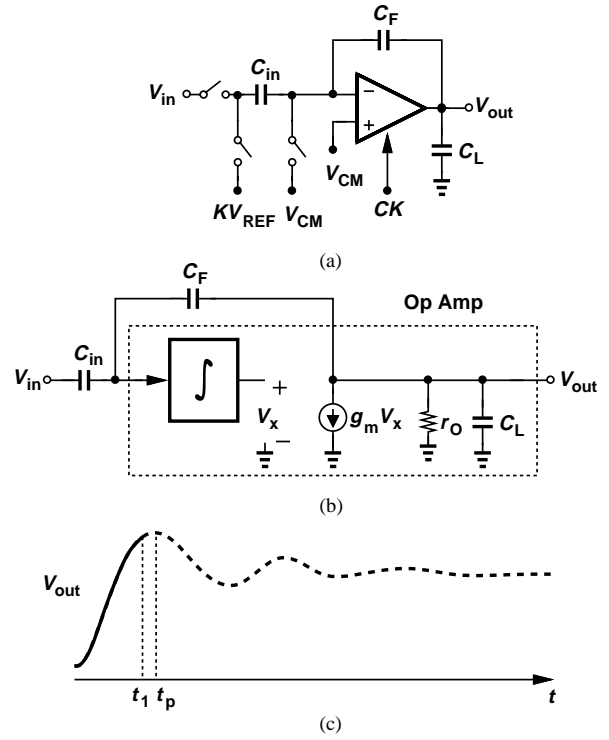 C_F
C_in
V_in
−
+
V_out
V_CM
C_L
KV_REF V_CM CK
(a)
C_F
Op Amp
V_in C_in
∫
+
V_x
−
g_m V_x
r_O
C_L
V_out
(b)
V_out
t_1 t_p t
(c)